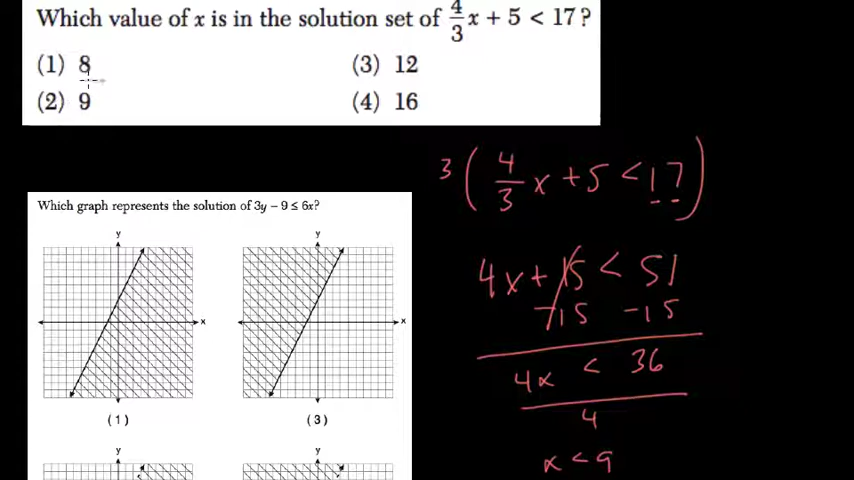 Which value of x is in the solution set of 4/3 x + 5 < 17?
(1) 8
(3) 12
(2) 9
(4) 16
3 ( 4/3 x + 5 < 17 )
Which graph represents the solution of 3y − 9 ≤ 6x?
y
y
x
x
(1)
(3)
y
y
4x + 15 < 51
-15 -15
4x < 36
4
x < 9